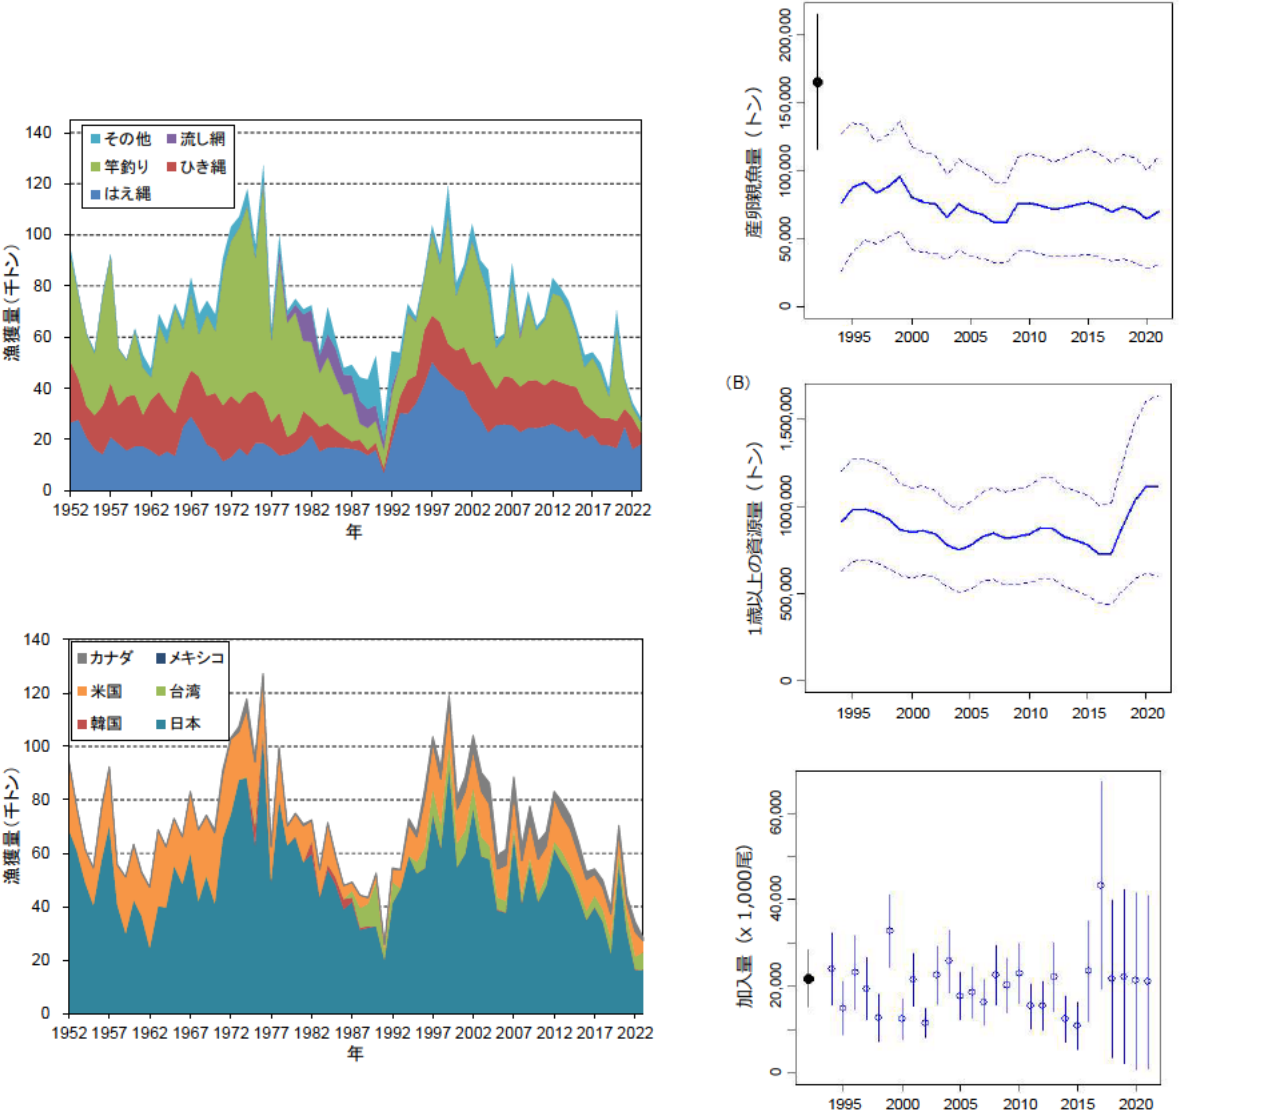 140
120
100
80
60
40
20
0
その他 流し網
竿釣り ひき縄
はえ縄
漁獲量(千トン)
1952 1957 1962 1967 1972 1977 1982 1987 1992 1997 2002 2007 2012 2017 2022
年
140
120
100
80
60
40
20
0
カナダ メキシコ
米国 台湾
韓国 日本
漁獲量(千トン)
1952 1957 1962 1967 1972 1977 1982 1987 1992 1997 2002 2007 2012 2017 2022
年
産卵親魚量(トン)
200,000
150,000
100,000
50,000
0
1995 2000 2005 2010 2015 2020
(B)
1歳以上の資源量(トン)
1,500,000
1,000,000
500,000
0
1995 2000 2005 2010 2015 2020
加入量(x 1,000尾)
60,000
40,000
20,000
0
1995 2000 2005 2010 2015 2020